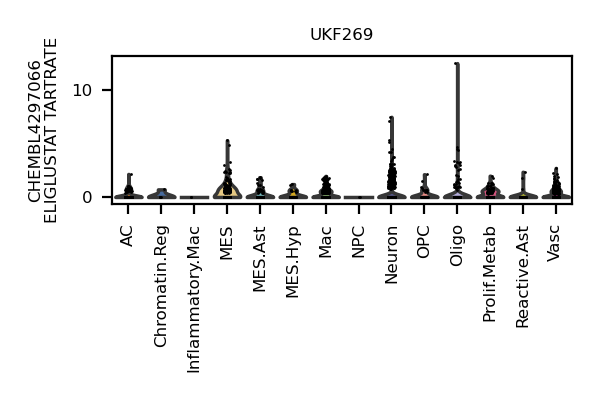 UKF269
CHEMBL4297066
ELIGLUSTAT TARTRATE
10
0
AC
Chromatin.Reg
Inflammatory.Mac
MES
MES.Ast
MES.Hyp
Mac
NPC
Neuron
OPC
Oligo
Prolif.Metab
Reactive.Ast
Vasc